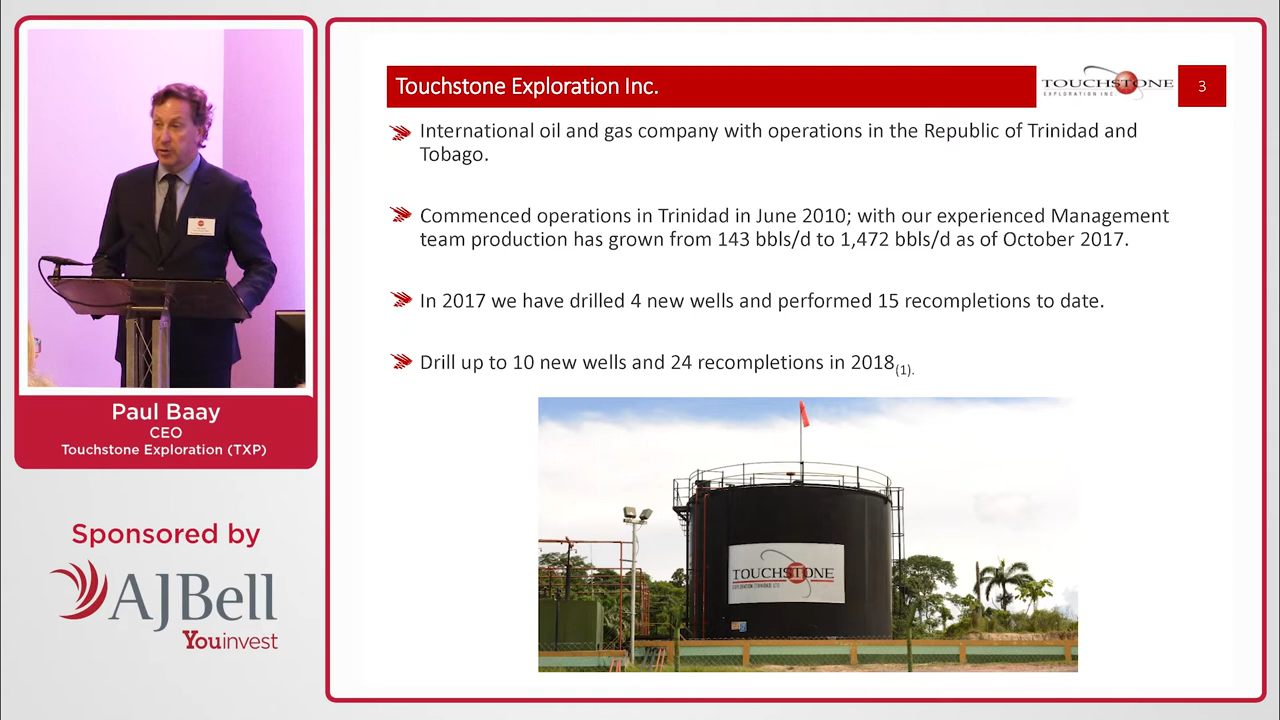 Touchstone Exploration Inc.
TOUCHSTONE
EXPLORATION INC.
3
International oil and gas company with operations in the Republic of Trinidad and
Tobago.
Commenced operations in Trinidad in June 2010; with our experienced Management
team production has grown from 143 bbls/d to 1,472 bbls/d as of October 2017.
In 2017 we have drilled 4 new wells and performed 15 recompletions to date.
Drill up to 10 new wells and 24 recompletions in 2018(1).
TOUCHSTONE
Paul Baay
CEO
Touchstone Exploration (TXP)
Sponsored by
AJBell
Youinvest